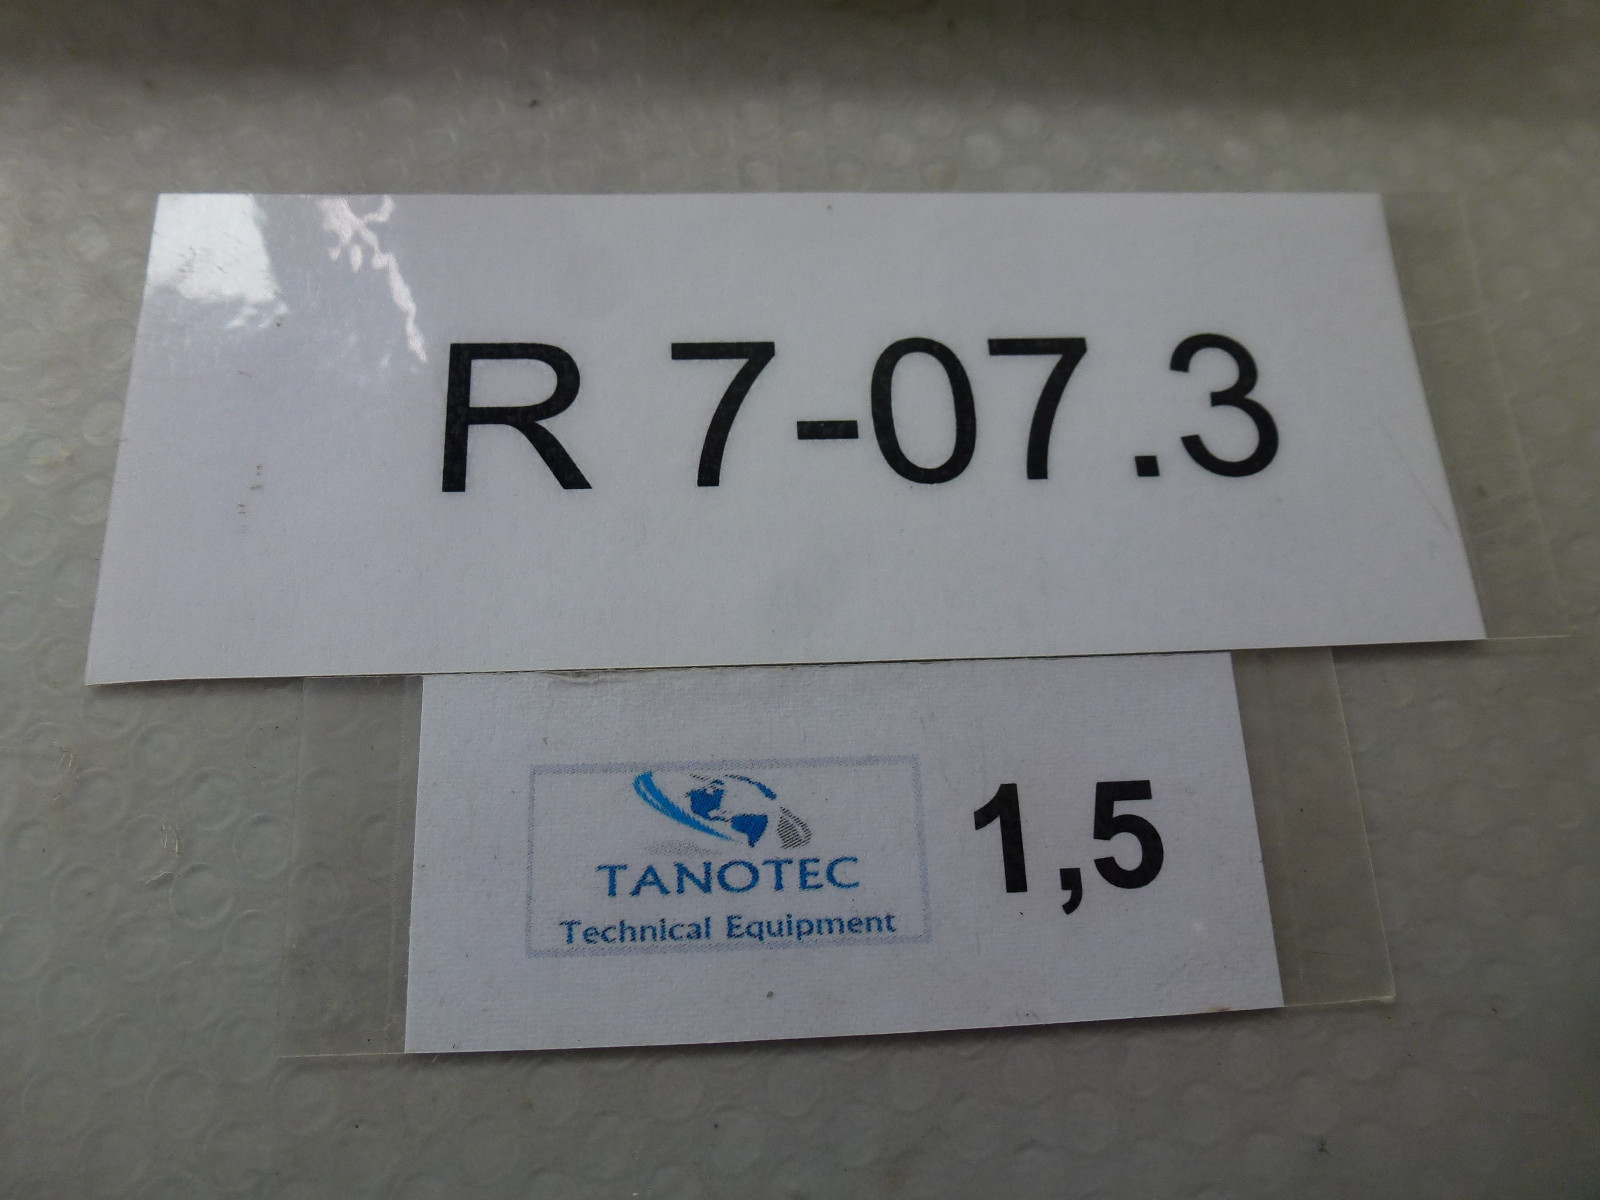 R 7-07.3
TANOTEC
Technical Equipment
1,5